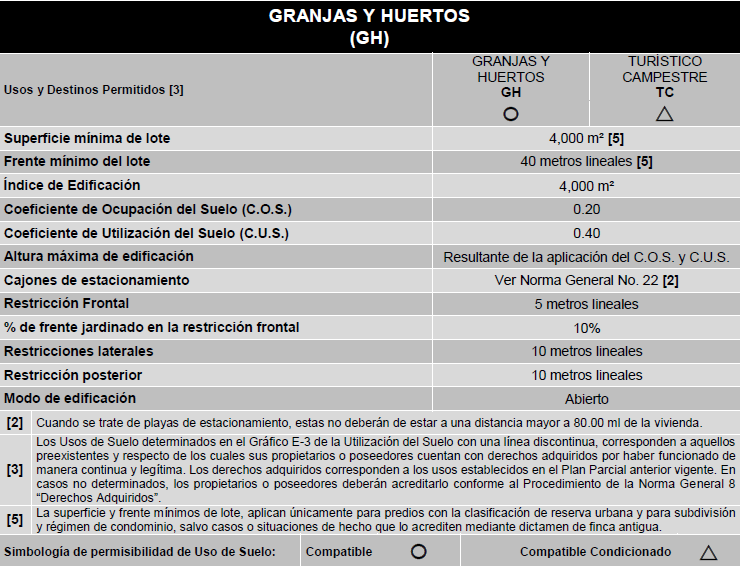 GRANJAS Y HUERTOS
(GH)
Usos y Destinos Permitidos [3]
GRANJAS Y
HUERTOS
GH
TURÍSTICO
CAMPESTRE
TC
Superficie mínima de lote 4,000 m² [5]
Frente mínimo del lote 40 metros lineales [5]
Índice de Edificación 4,000 m²
Coeficiente de Ocupación del Suelo (C.O.S.) 0.20
Coeficiente de Utilización del Suelo (C.U.S.) 0.40
Altura máxima de edificación Resultante de la aplicación del C.O.S. y C.U.S.
Cajones de estacionamiento Ver Norma General No. 22 [2]
Restricción Frontal 5 metros lineales
% de frente jardinado en la restricción frontal 10%
Restricciones laterales 10 metros lineales
Restricción posterior 10 metros lineales
Modo de edificación Abierto
[2] Cuando se trate de playas de estacionamiento, estas no deberán de estar a una distancia mayor a 80.00 ml de la vivienda.
[3] Los Usos de Suelo determinados en el Gráfico E-3 de la Utilización del Suelo con una línea discontinua, corresponden a aquellos
preexistentes y respecto de los cuales sus propietarios o poseedores cuentan con derechos adquiridos por haber funcionado de
manera continua y legítima. Los derechos adquiridos corresponden a los usos establecidos en el Plan Parcial anterior vigente. En
casos no determinados, los propietarios o poseedores deberán acreditarlo conforme al Procedimiento de la Norma General 8
“Derechos Adquiridos”.
[5] La superficie y frente mínimos de lote, aplican únicamente para predios con la clasificación de reserva urbana y para subdivisión
y régimen de condominio, salvo casos o situaciones de hecho que lo acrediten mediante dictamen de finca antigua.
Simbología de permisibilidad de Uso de Suelo: Compatible Compatible Condicionado